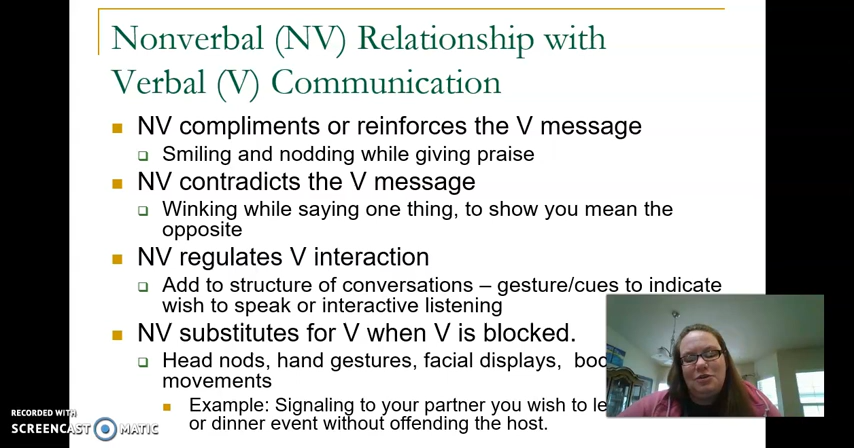 Nonverbal (NV) Relationship with
Verbal (V) Communication
NV compliments or reinforces the V message
Smiling and nodding while giving praise
NV contradicts the V message
Winking while saying one thing, to show you mean the
opposite
NV regulates V interaction
Add to structure of conversations – gesture/cues to indicate
wish to speak or interactive listening
NV substitutes for V when V is blocked.
Head nods, hand gestures, facial displays,
movements
Example: Signaling to your partner you wish to
or dinner event without offending the host.
RECORDED WITH
SCREENCAST MATIC